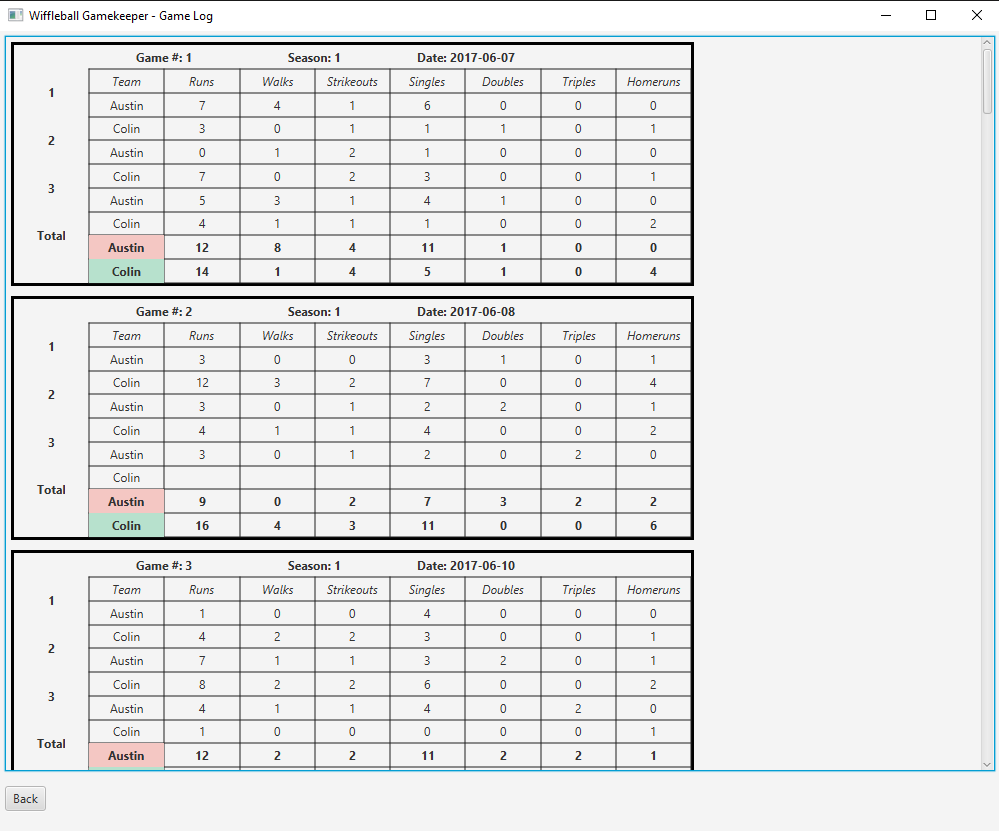 Wiffleball Gamekeeper - Game Log
Game #: 1 Season: 1 Date: 2017-06-07
Team Runs Walks Strikeouts Singles Doubles Triples Homeruns
1
Austin 7 4 1 6 0 0 0
Colin 3 0 1 1 1 0 1
2
Austin 0 1 2 1 0 0 0
Colin 7 0 2 3 0 0 1
3
Austin 5 3 1 4 1 0 0
Colin 4 1 1 1 0 0 2
Total
Austin 12 8 4 11 1 0 0
Colin 14 1 4 5 1 0 4
Game #: 2 Season: 1 Date: 2017-06-08
Team Runs Walks Strikeouts Singles Doubles Triples Homeruns
1
Austin 3 0 0 3 1 0 1
Colin 12 3 2 7 0 0 4
2
Austin 3 0 1 2 2 0 1
Colin 4 1 1 4 0 0 2
3
Austin 3 0 1 2 0 2 0
Colin
Total
Austin 9 0 2 7 3 2 2
Colin 16 4 3 11 0 0 6
Game #: 3 Season: 1 Date: 2017-06-10
Team Runs Walks Strikeouts Singles Doubles Triples Homeruns
1
Austin 1 0 0 4 0 0 0
Colin 4 2 2 3 0 0 1
2
Austin 7 1 1 3 2 0 1
Colin 8 2 2 6 0 0 2
3
Austin 4 1 1 4 0 2 0
Colin 1 0 0 0 0 0 1
Total
Austin 12 2 2 11 2 2 1
Back